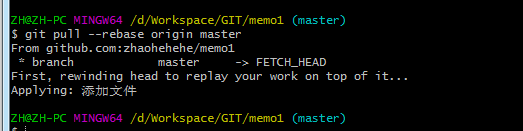 ZH@ZH-PC MINGW64 /d/Workspace/GIT/memo1 (master)
$ git pull --rebase origin master
From github.com:zhaohehehe/memo1
 * branch            master     -> FETCH_HEAD
First, rewinding head to replay your work on top of it...
Applying: 添加文件
ZH@ZH-PC MINGW64 /d/Workspace/GIT/memo1 (master)
$